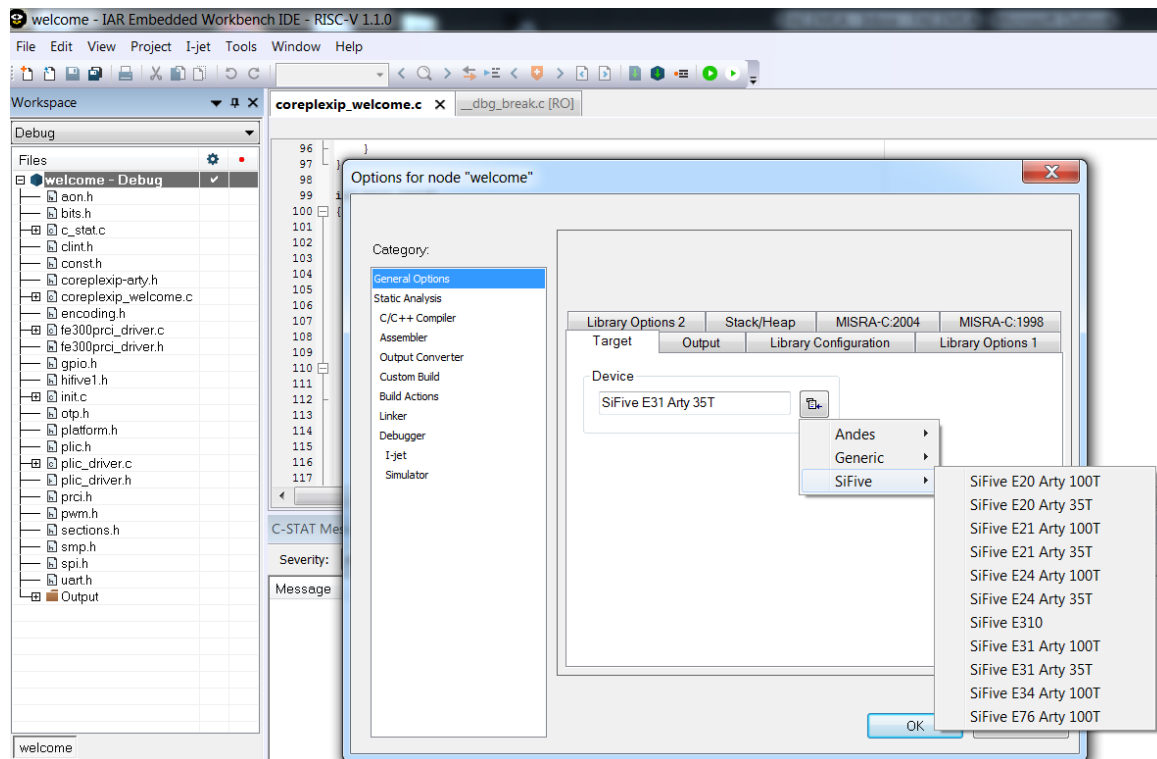 welcome - IAR Embedded Workbench IDE - RISC-V 1.1.0
File Edit View Project I-jet Tools Window Help
Workspace
coreplexip_welcome.c
__dbg_break.c [RO]
Debug
Files
welcome - Debug
aon.h
bits.h
c_stat.c
clint.h
const.h
coreplexip-arty.h
coreplexip_welcome.c
encoding.h
fe300prci_driver.c
fe300prci_driver.h
gpio.h
hifive1.h
init.c
otp.h
platform.h
plic.h
plic_driver.c
plic_driver.h
prci.h
pwm.h
sections.h
smp.h
spi.h
uart.h
Output
welcome
96 }
97 }
98
99 i
100 {
101
102
103
104
105
106
107
108
109
110
111
112
113
114
115
116
117
C-STAT Me
Severity:
Message
Options for node "welcome"
Category:
General Options
Static Analysis
C/C++ Compiler
Assembler
Output Converter
Custom Build
Build Actions
Linker
Debugger
I-jet
Simulator
Library Options 2 Stack/Heap MISRA-C:2004 MISRA-C:1998
Target Output Library Configuration Library Options 1
Device
SiFive E31 Arty 35T
Andes
Generic
SiFive
SiFive E20 Arty 100T
SiFive E20 Arty 35T
SiFive E21 Arty 100T
SiFive E21 Arty 35T
SiFive E24 Arty 100T
SiFive E24 Arty 35T
SiFive E310
SiFive E31 Arty 100T
SiFive E31 Arty 35T
SiFive E34 Arty 100T
SiFive E76 Arty 100T
OK